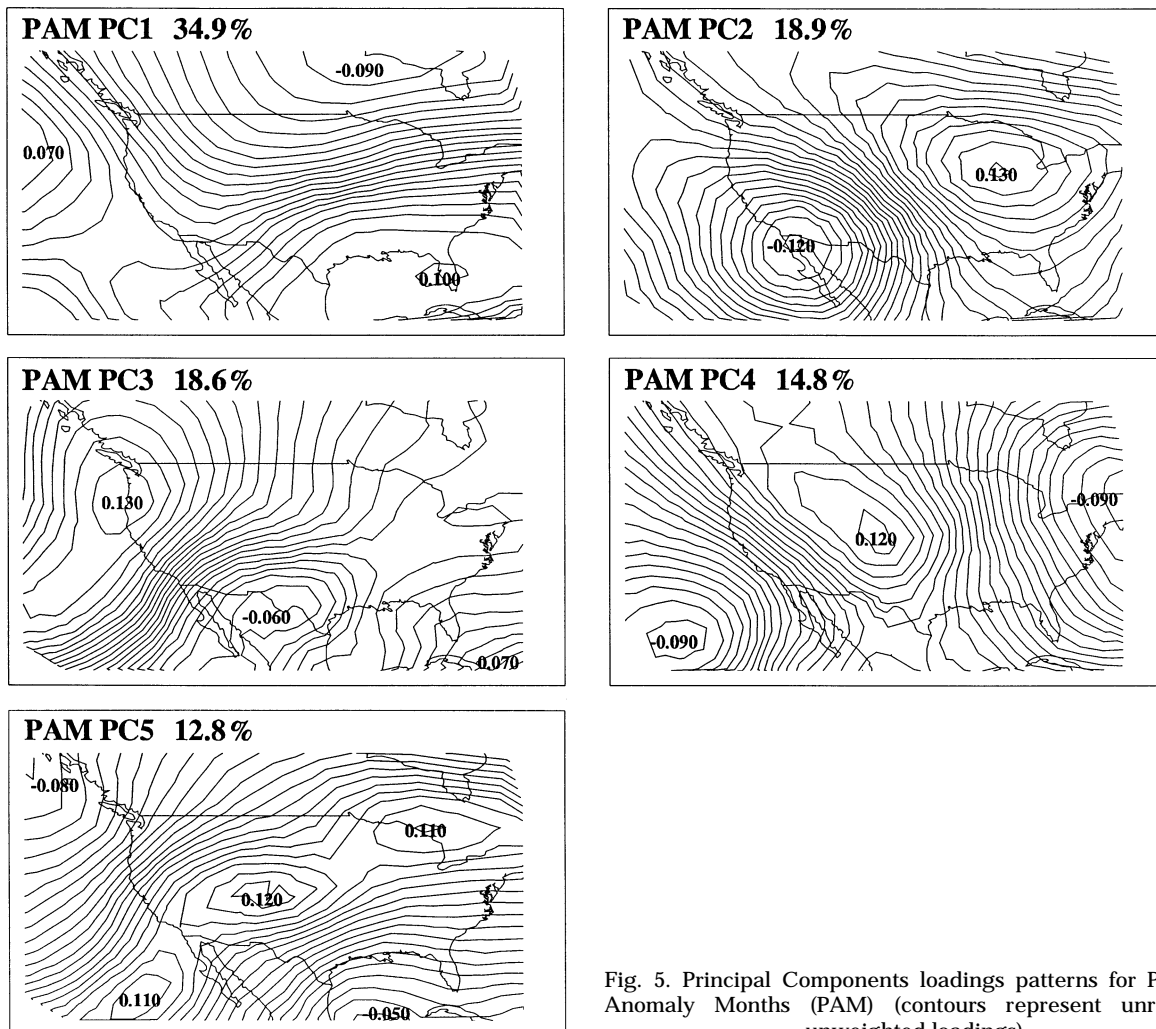 PAM PC1 34.9%
-0.090
0.070
0.100
PAM PC2 18.9%
0.130
-0.120
PAM PC3 18.6%
0.130
-0.060
0.070
PAM PC4 14.8%
-0.090
0.120
-0.090
PAM PC5 12.8%
-0.080
0.110
0.120
0.110
-0.050
Fig. 5. Principal Components loadings patterns for P
Anomaly Months (PAM) (contours represent unr
unweighted loadings)